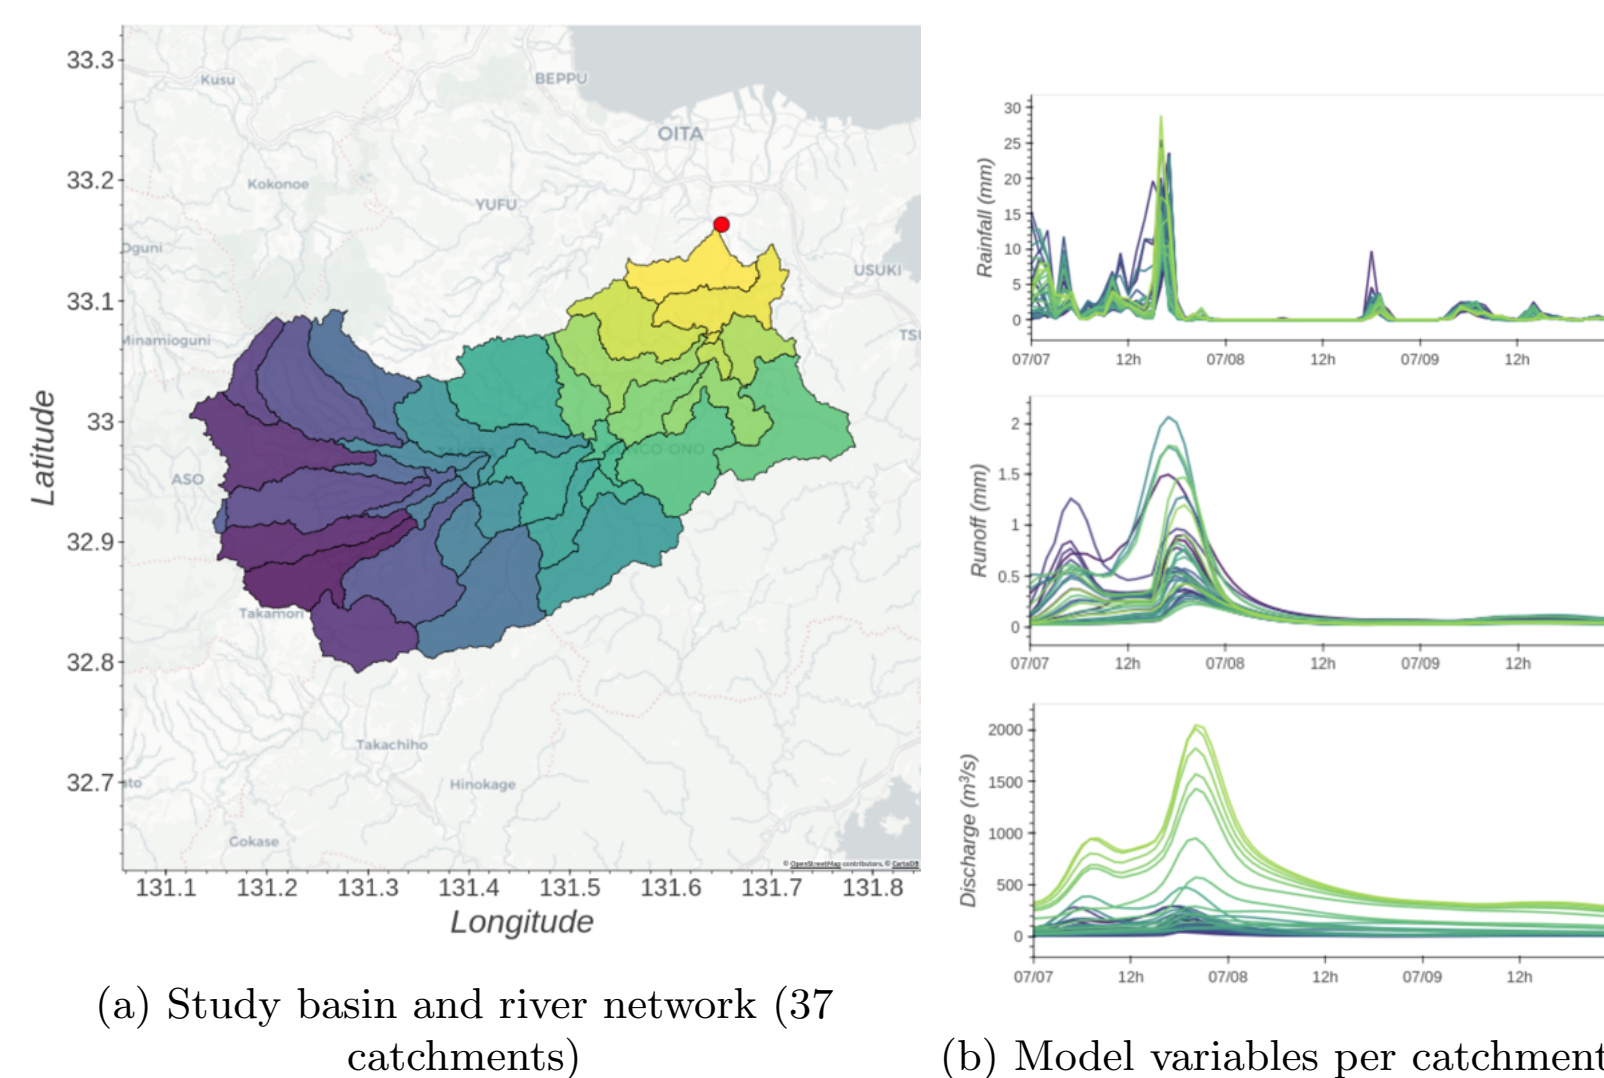 33.3
33.2
33.1
33
32.9
32.8
32.7
Latitude
Kusu
BEPPU
OITA
Kokonoe
YUFU
Oguni
USUKI
Minamioguni
TSU
ASO
Takamori
Takachiho
Hinokage
Gokase
© OpenStreetMap contributors, © CartoDB
131.1 131.2 131.3 131.4 131.5 131.6 131.7 131.8
Longitude
(a) Study basin and river network (37
catchments)
30
25
20
15
10
5
0
Rainfall (mm)
07/07 12h 07/08 12h 07/09 12h
2
1.5
1
0.5
0
Runoff (mm)
07/07 12h 07/08 12h 07/09 12h
2000
1500
1000
500
0
Discharge (m³/s)
07/07 12h 07/08 12h 07/09 12h
(b) Model variables per catchment